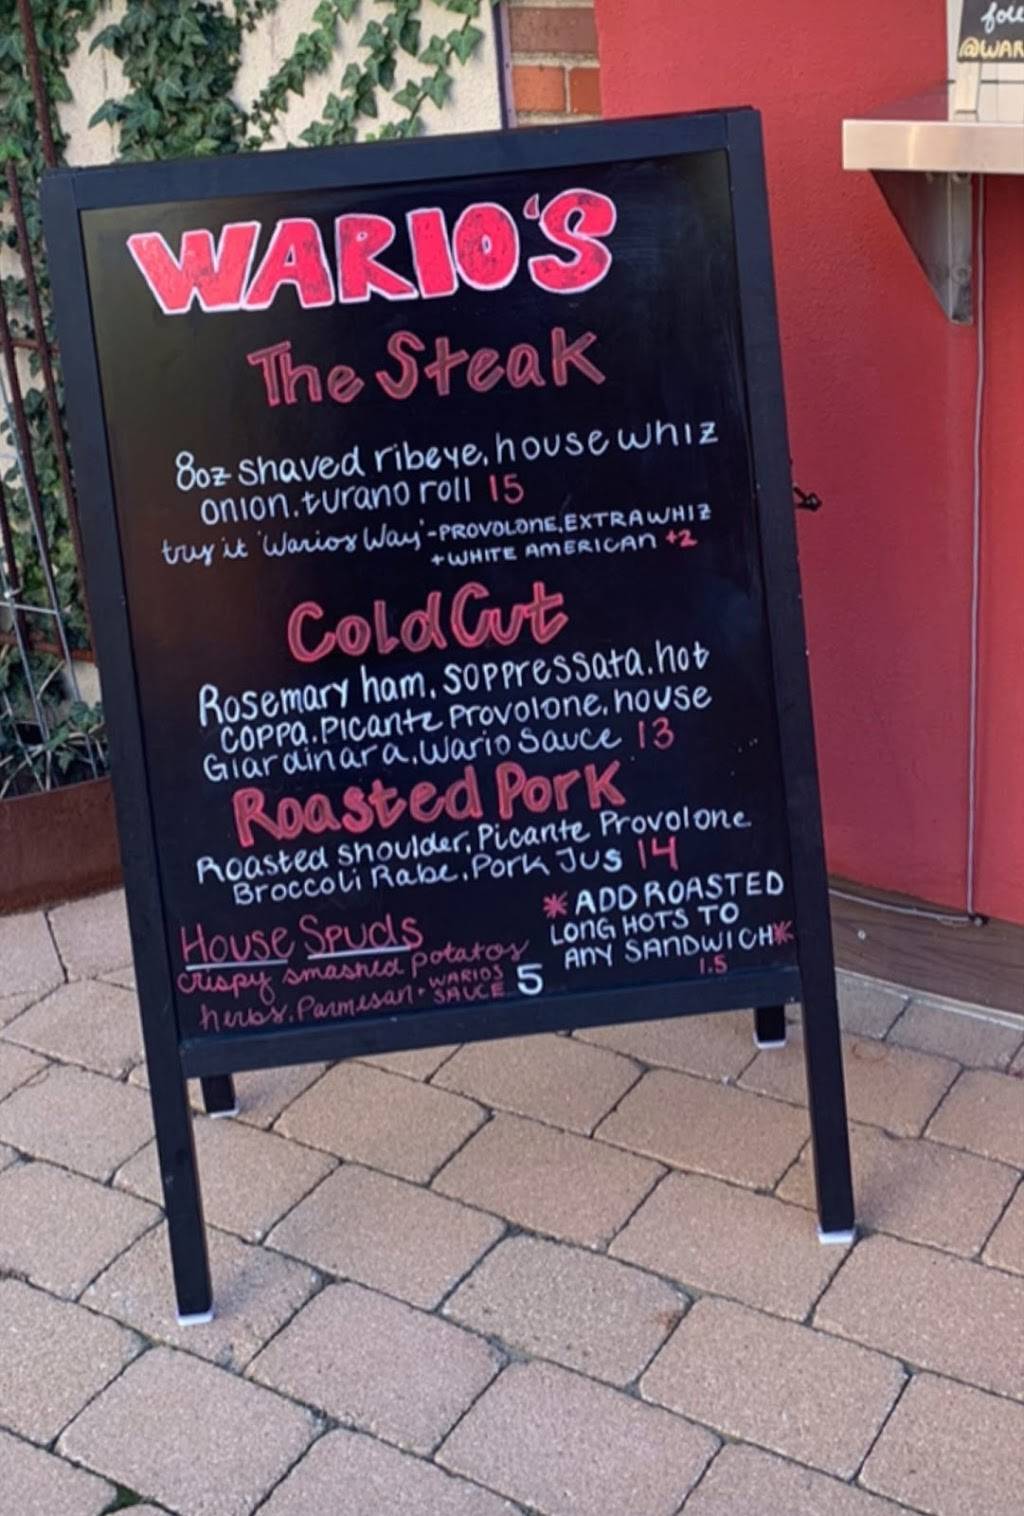 WARIO'S
The Steak
8oz shaved ribeye, house whiz
onion, turano roll 15
try it 'Warios Way' - PROVOLONE, EXTRA WHIZ
+ WHITE AMERICAN +2
Cold Cut
Rosemary ham, soppressata, hot
coppa, Picante Provolone, house
Giardinara, Wario Sauce 13
Roasted Pork
Roasted shoulder, Picante Provolone
Broccoli Rabe, Pork Jus 14
*ADD ROASTED
LONG HOTS TO
ANY SANDWICH*
1.5
House Spuds
crispy smashed potatos
herbs, Parmesan + WARIOS
SAUCE 5
@WAR